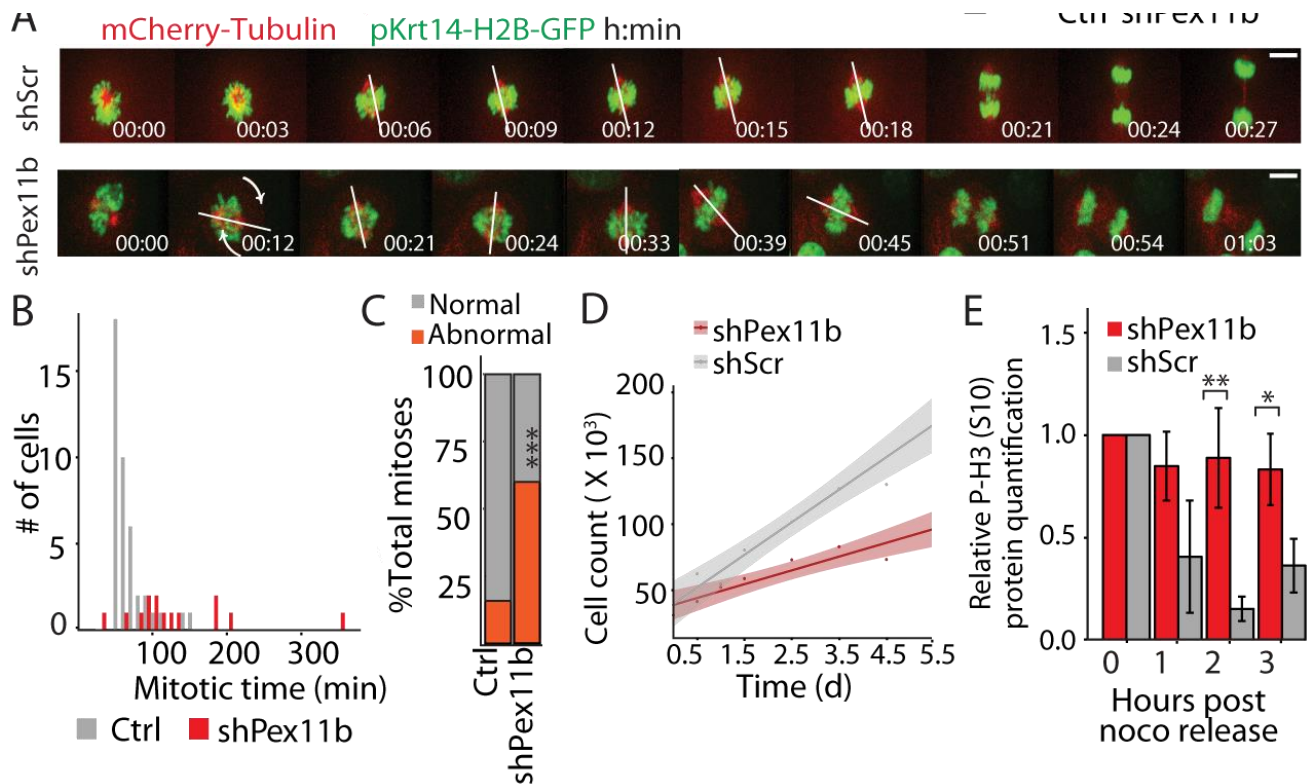 A
Ctrl shPex11b
mCherry-Tubulin pKrt14-H2B-GFP h:min
shScr
00:00 00:03 00:06 00:09 00:12 00:15 00:18 00:21 00:24 00:27
shPex11b
00:00 00:12 00:21 00:24 00:33 00:39 00:45 00:51 00:54 01:03
B
# of cells
15
10
5
0
100 200 300
Mitotic time (min)
Ctrl shPex11b
C
Normal
Abnormal
%Total mitoses
100
75
50
25
***
Ctrl
shPex11b
D
shPex11b
shScr
Cell count ( X 10³)
200
150
100
50
0.5 1.5 2.5 3.5 4.5 5.5
Time (d)
E
shPex11b
shScr
Relative P-H3 (S10)
protein quantification
1.5
1.0
0.5
0.0
** *
0 1 2 3
Hours post
noco release